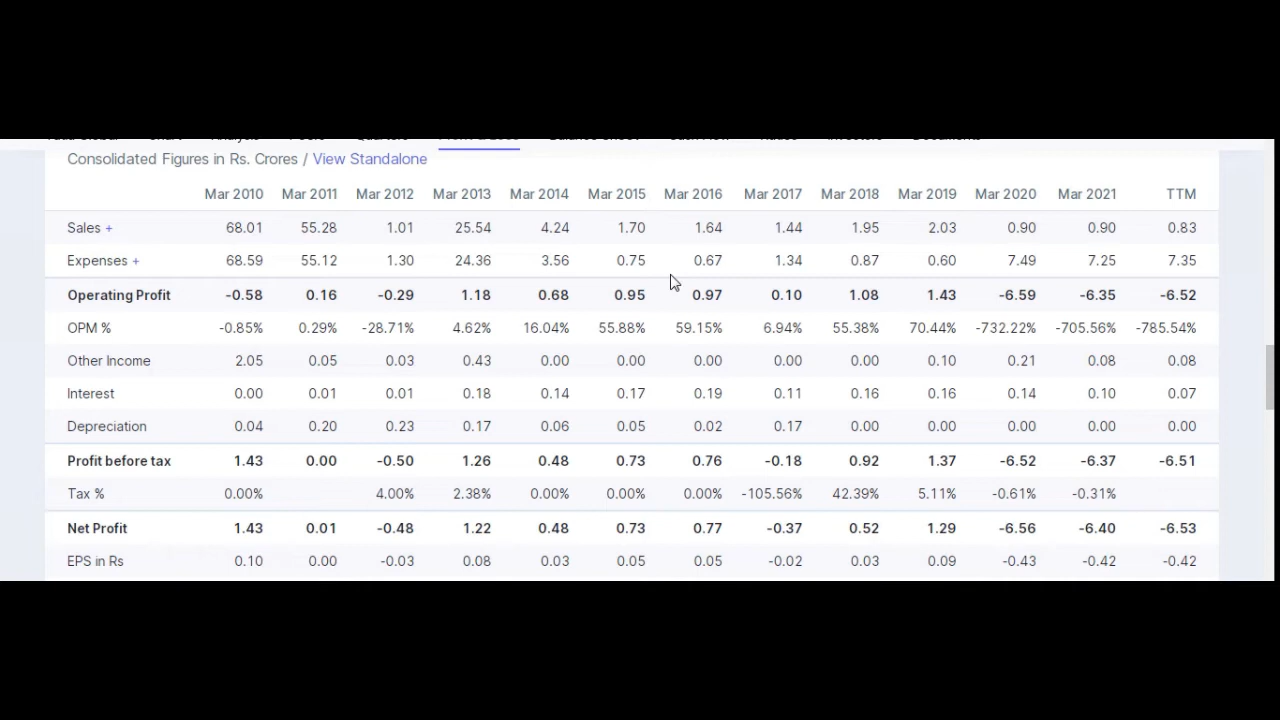 Consolidated Figures in Rs. Crores / View Standalone
Mar 2010 Mar 2011 Mar 2012 Mar 2013 Mar 2014 Mar 2015 Mar 2016 Mar 2017 Mar 2018 Mar 2019 Mar 2020 Mar 2021 TTM
Sales + 68.01 55.28 1.01 25.54 4.24 1.70 1.64 1.44 1.95 2.03 0.90 0.90 0.83
Expenses + 68.59 55.12 1.30 24.36 3.56 0.75 0.67 1.34 0.87 0.60 7.49 7.25 7.35
Operating Profit -0.58 0.16 -0.29 1.18 0.68 0.95 0.97 0.10 1.08 1.43 -6.59 -6.35 -6.52
OPM % -0.85% 0.29% -28.71% 4.62% 16.04% 55.88% 59.15% 6.94% 55.38% 70.44% -732.22% -705.56% -785.54%
Other Income 2.05 0.05 0.03 0.43 0.00 0.00 0.00 0.00 0.00 0.10 0.21 0.08 0.08
Interest 0.00 0.01 0.01 0.18 0.14 0.17 0.19 0.11 0.16 0.16 0.14 0.10 0.07
Depreciation 0.04 0.20 0.23 0.17 0.06 0.05 0.02 0.17 0.00 0.00 0.00 0.00 0.00
Profit before tax 1.43 0.00 -0.50 1.26 0.48 0.73 0.76 -0.18 0.92 1.37 -6.52 -6.37 -6.51
Tax % 0.00% 4.00% 2.38% 0.00% 0.00% 0.00% -105.56% 42.39% 5.11% -0.61% -0.31%
Net Profit 1.43 0.01 -0.48 1.22 0.48 0.73 0.77 -0.37 0.52 1.29 -6.56 -6.40 -6.53
EPS in Rs 0.10 0.00 -0.03 0.08 0.03 0.05 0.05 -0.02 0.03 0.09 -0.43 -0.42 -0.42